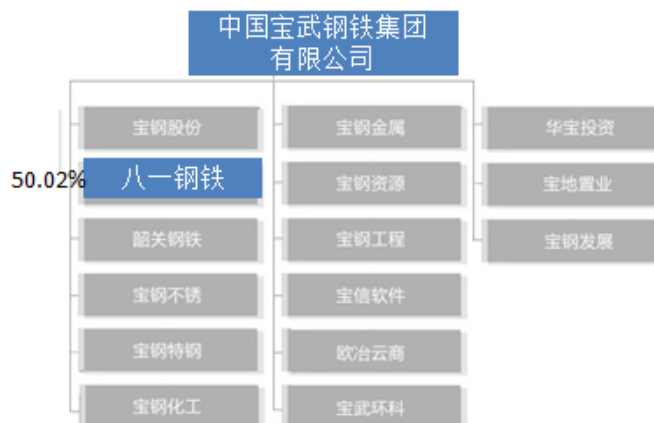 中国宝武钢铁集团
有限公司
宝钢股份
宝钢金属
华宝投资
50.02%
八一钢铁
宝钢资源
宝地置业
韶关钢铁
宝钢工程
宝钢发展
宝钢不锈
宝信软件
宝钢特钢
欧冶云商
宝钢化工
宝武环科